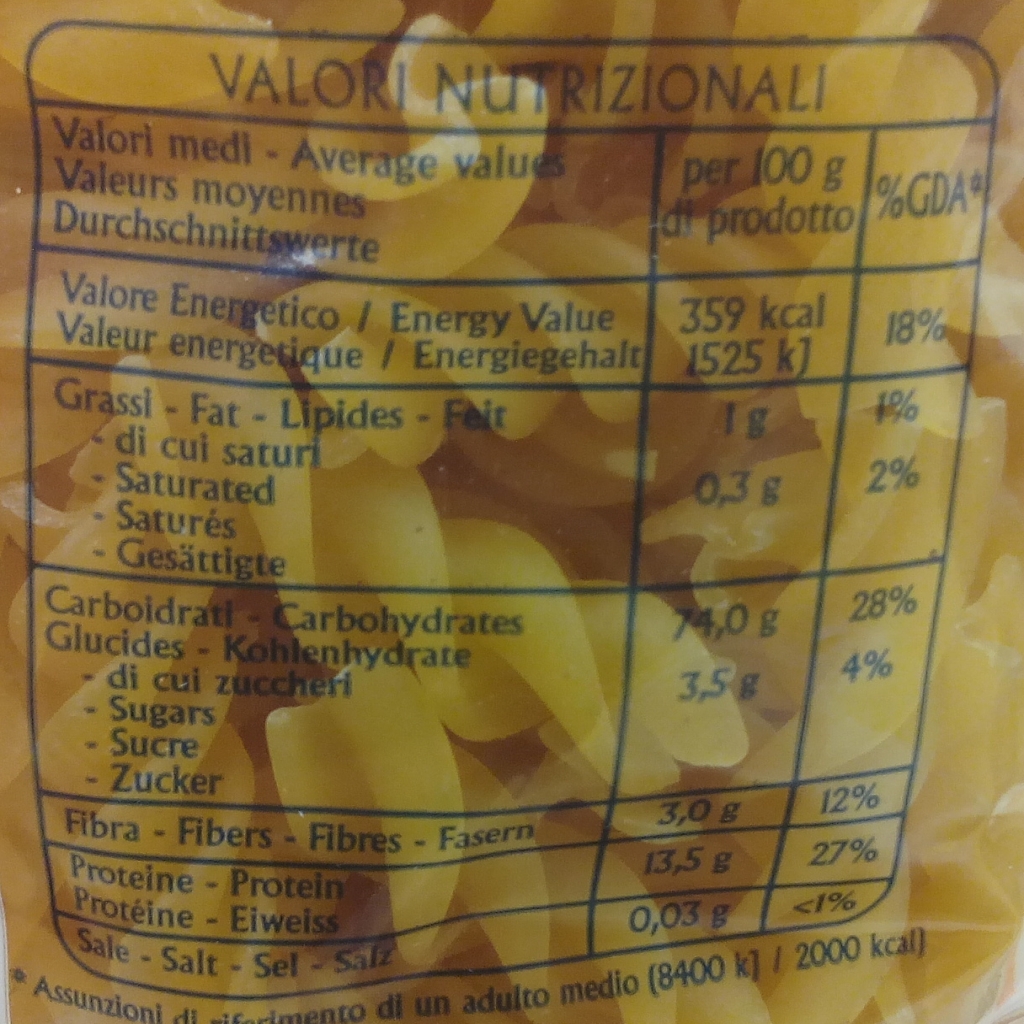 VALORI NUTRIZIONALI
Valori medi - Average values
Valeurs moyennes
Durchschnittswerte
per 100 g
di prodotto
%GDA*
Valore Energetico / Energy Value
Valeur energetique / Energiegehalt
359 kcal
1525 kJ
18%
Grassi - Fat - Lipides - Feit
1 g
1%
- di cui saturi
- Saturated
- Saturés
- Gesättigte
0,3 g
2%
Carboidrati - Carbohydrates
Glucides - Kohlenhydrate
74,0 g
28%
- di cui zuccheri
- Sugars
- Sucre
- Zucker
3,5 g
4%
Fibra - Fibers - Fibres - Fasern
3,0 g
12%
Proteine - Protein
Protéine - Eiweiss
13,5 g
27%
Sale - Salt - Sel - Salz
0,03 g
<1%
* Assunzioni di riferimento di un adulto medio (8400 kJ / 2000 kcal)